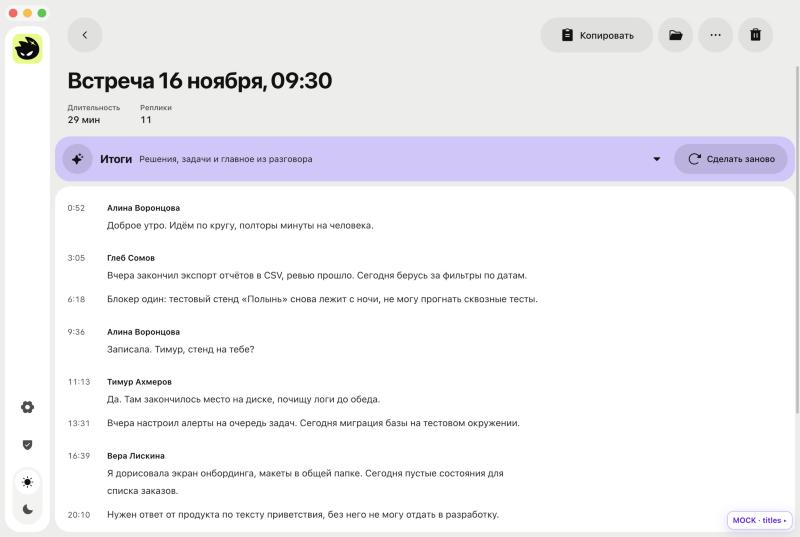 Копировать
Встреча 16 ноября, 09:30
Длительность
29 мин
Реплики
11
Итоги Решения, задачи и главное из разговора
Сделать заново
0:52 Алина Воронцова
Доброе утро. Идём по кругу, полторы минуты на человека.
3:05 Глеб Сомов
Вчера закончил экспорт отчётов в CSV, ревью прошло. Сегодня берусь за фильтры по датам.
6:18 Блокер один: тестовый стенд «Полынь» снова лежит с ночи, не могу прогнать сквозные тесты.
9:36 Алина Воронцова
Записала. Тимур, стенд на тебе?
11:13 Тимур Ахмеров
Да. Там закончилось место на диске, почищу логи до обеда.
13:31 Вчера настроил алерты на очередь задач. Сегодня миграция базы на тестовом окружении.
16:39 Вера Лискина
Я дорисовала экран онбординга, макеты в общей папке. Сегодня пустые состояния для
списка заказов.
20:10 Нужен ответ от продукта по тексту приветствия, без него не могу отдать в разработку.
МОСК · titles